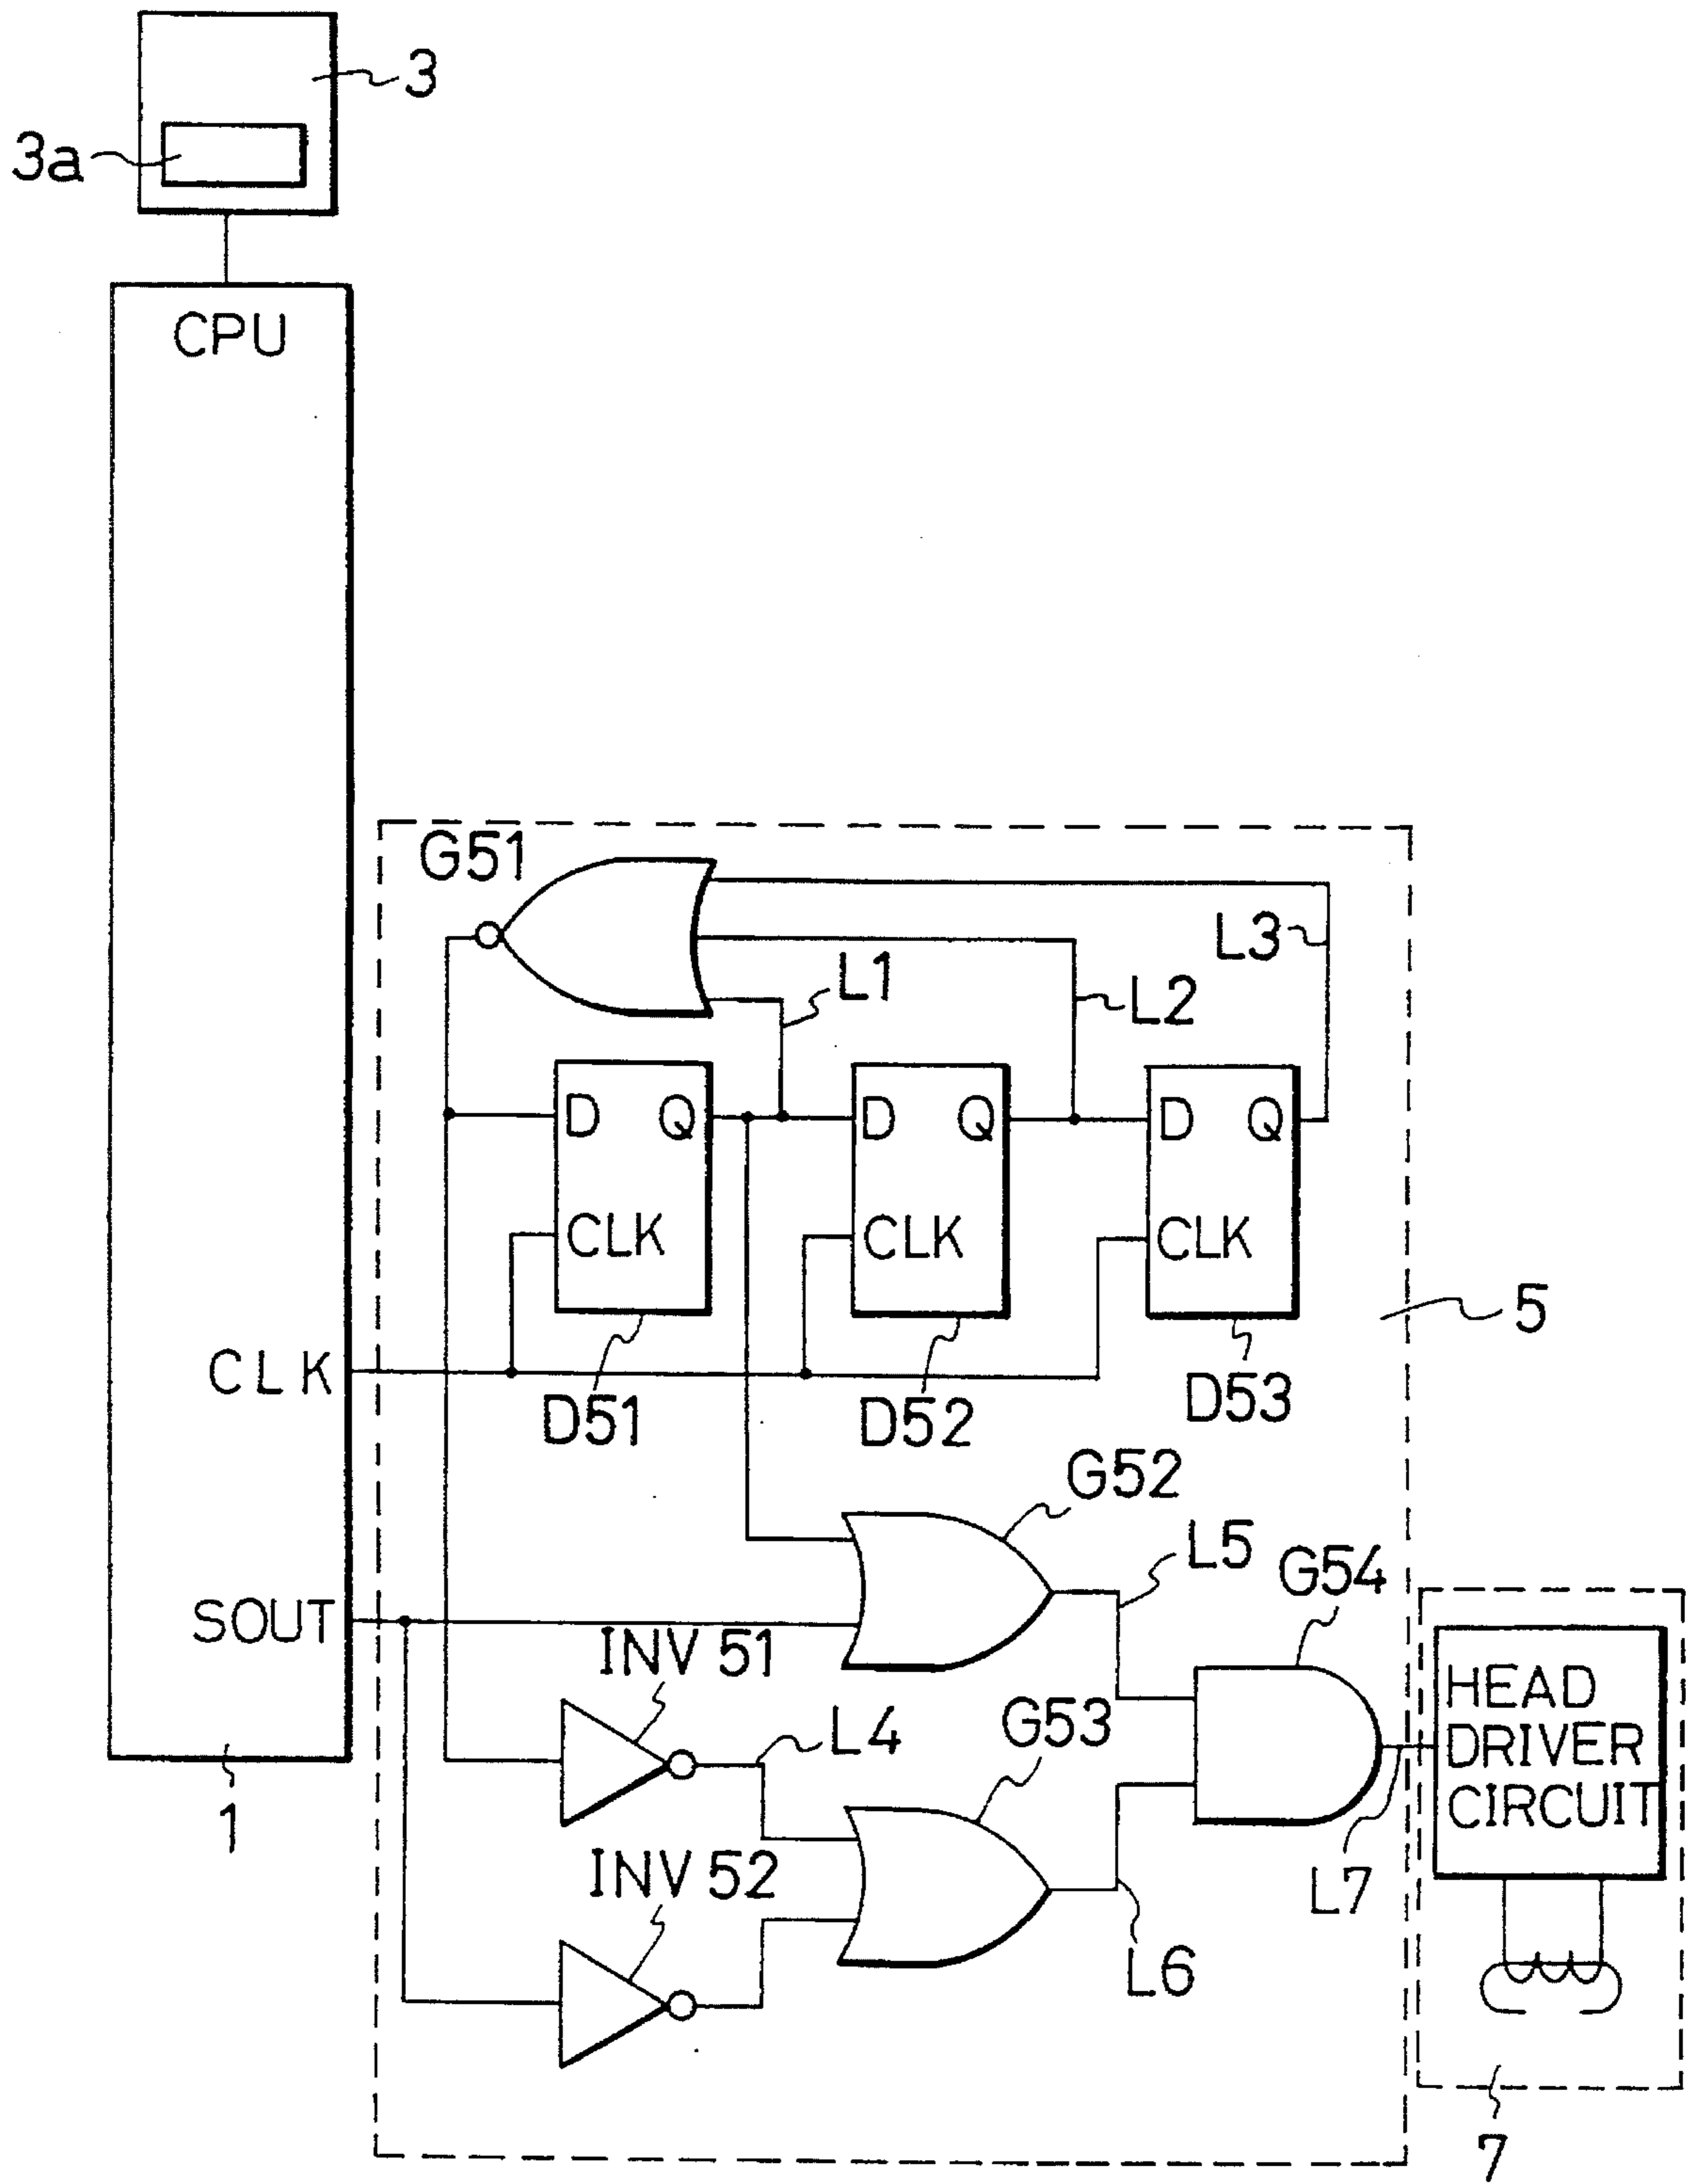 3
3a
CPU
G51
L3
L1
L2
D Q
D Q
D Q
CLK
CLK
CLK
5
CLK
D51
D52
D53
G52
L5
G54
SOUT
INV 51
HEAD
DRIVER
CIRCUIT
G53
L4
1
INV 52
L7
L6
7